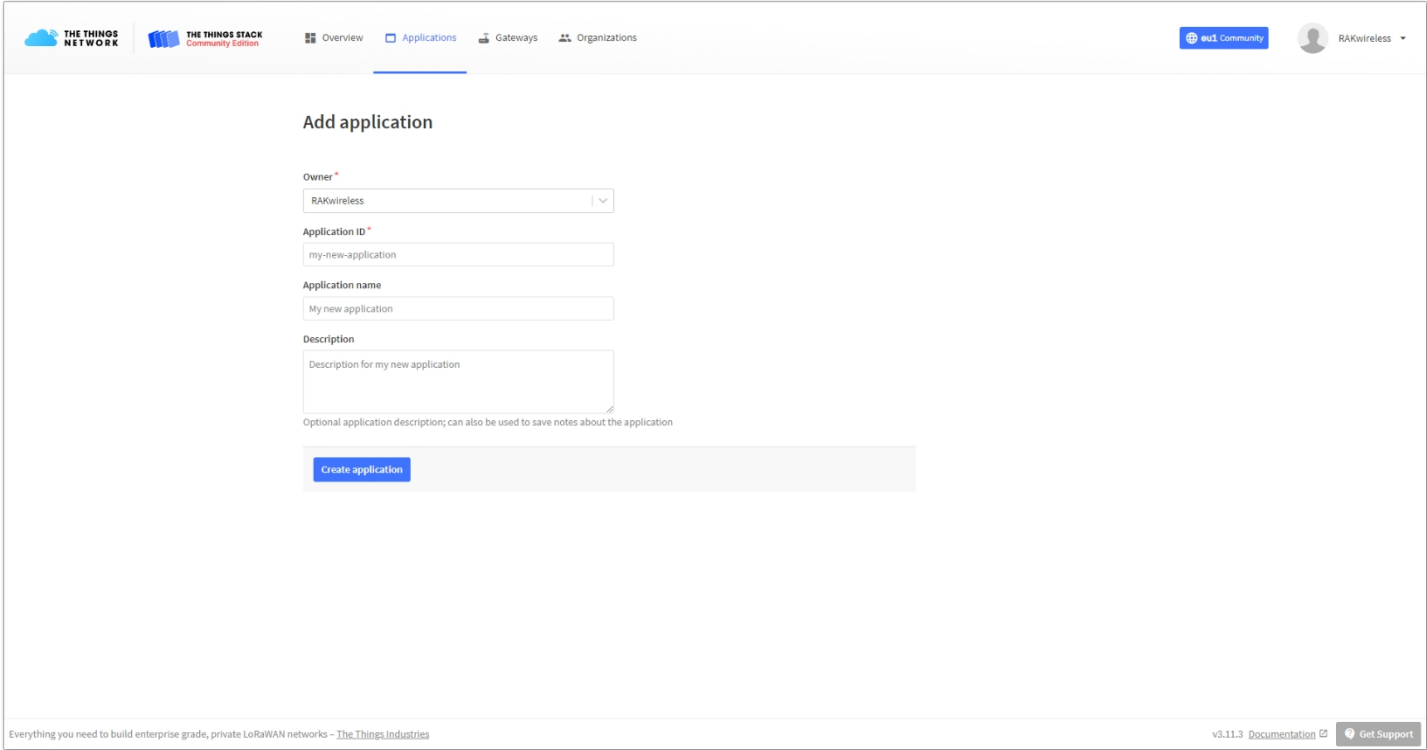 THE THINGS NETWORK
THE THINGS STACK
Community Edition
Overview
Applications
Gateways
Organizations
eu1 Community
RAKwireless
Add application
Owner *
RAKwireless
Application ID *
my-new-application
Application name
My new application
Description
Description for my new application
Optional application description; can also be used to save notes about the application
Create application
Everything you need to build enterprise grade, private LoRaWAN networks – The Things Industries
v3.11.3
Documentation
Get Support